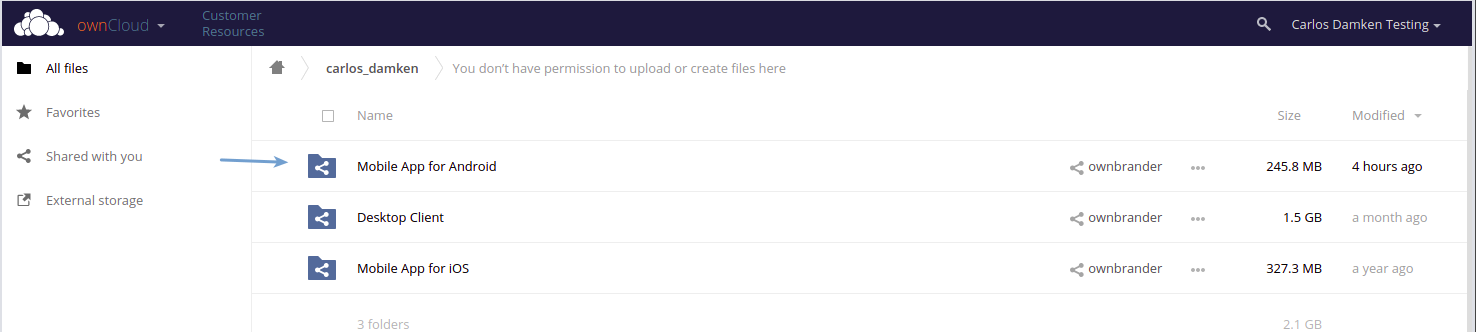 ownCloud
Customer
Resources
Carlos Damken Testing
All files
Favorites
Shared with you
External storage
carlos_damken
You don’t have permission to upload or create files here
Name Size Modified
Mobile App for Android ownbrander 245.8 MB 4 hours ago
Desktop Client ownbrander 1.5 GB a month ago
Mobile App for iOS ownbrander 327.3 MB a year ago
3 folders 2.1 GB